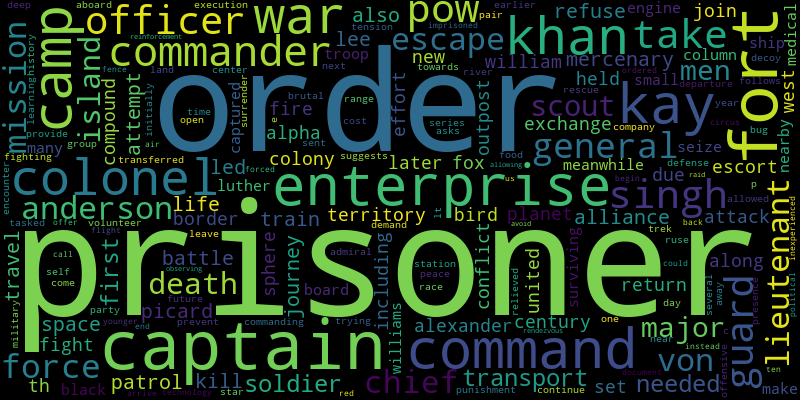 prisoner
order
captain
enterprise
command
khan
kay
fort
war
camp
officer
commander
pow
colonel
singh
general
take
force
lieutenant
guard
chief
major
von
mission
island
escape
scout
anderson
transport
death
soldier
men
west
join
refuse
mercenary
william
lee
new
also
troop
held
small
column
medical
exchange
alpha
fire
effort
outpost
captured
compound
attempt
many
led
colony
later
fox
meanwhile
due
escort
seize
nearby
luther
life
border
train
territory
bird
planet
alliance
attack
travel
first
battle
sphere
journey
including
conflict
united
surviving
return
along
picard
board
alexander
century
space
fight
patrol
kill
williams
set
needed
make
th
black
deep
aboard
execution
pair
earlier
imprisoned
engine
ship
decoy
tension
reinforcement
history
learning
fence
land
center
towards
next
river
brutal
range
cost
surrender
time
open
series
asks
initially
provide
group
air
sent
suggests
food
company
ordered
follows
departure
year
rescue
circus
bug
defense
raid
allowed
inexperienced
fighting
transferred
forced
us
aiming
begin
p
encounter
tasked
offer
volunteer
leave
flight
admiral
demand
it
avoid
trek
back
ruse
could
call
self
come
station
peace
race
relieved
day
several
away
presence
political
military
party
future
observing
prevent
commanding
trying
one
near
instead
offensive
ten
younger
end
star
red
rendezvous
punishment
continue
document
technology